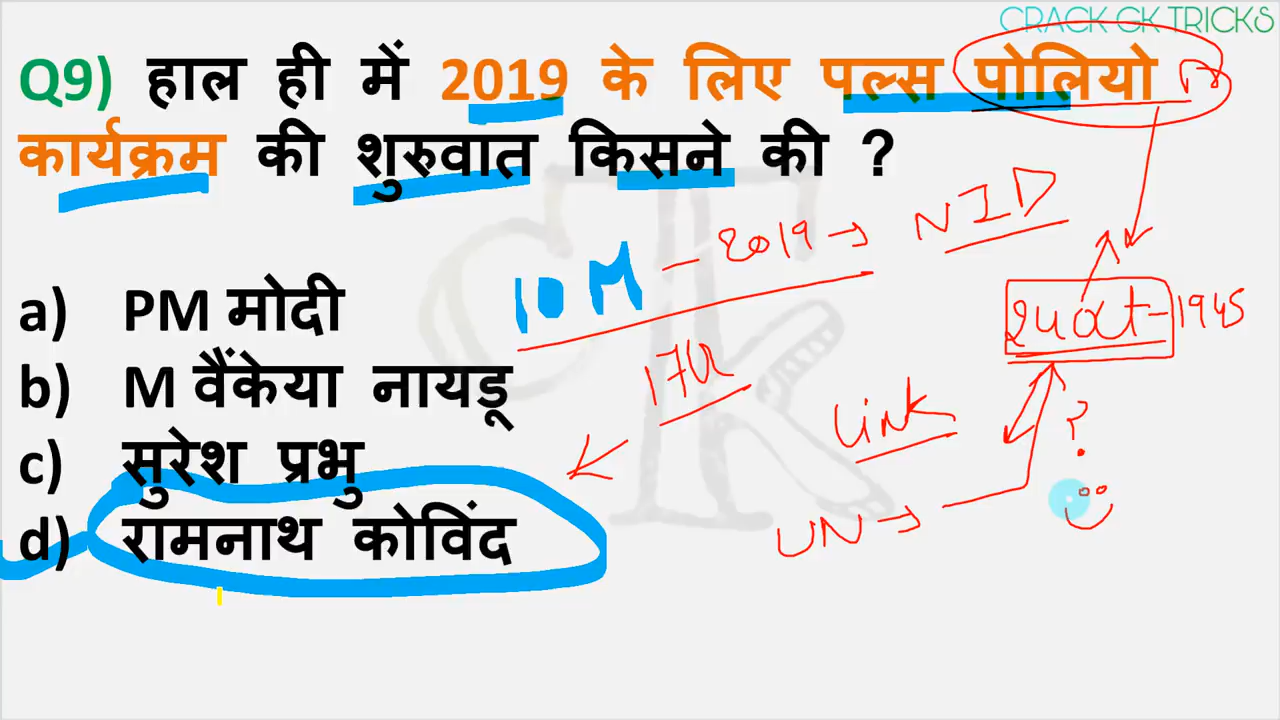 CRACK GK TRICKS
Q9) हाल ही में 2019 के लिए पल्स पोलियो
कार्यक्रम की शुरुवात किसने की ?
10 M – 2019 → NID
24 Oct – 1945
a) PM मोदी
b) M वैंकेया नायडू
Link
c) सुरेश प्रभु
?
d) रामनाथ कोविंद
UN →